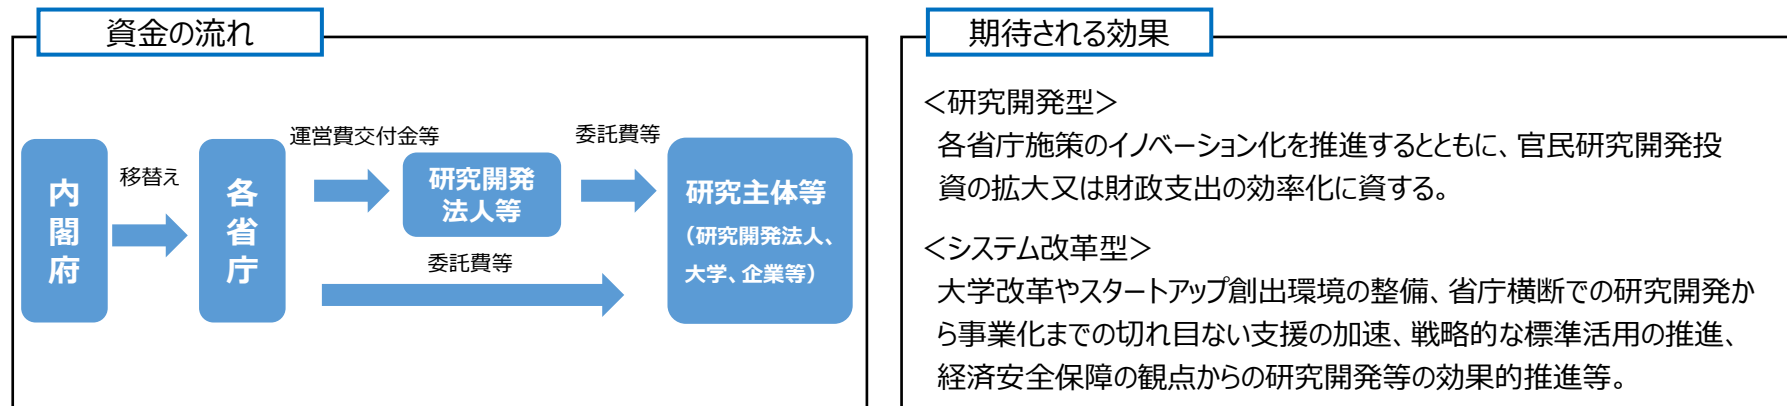 資金の流れ
内閣府
移替え
各省庁
運営費交付金等
研究開発
法人等
委託費等
委託費等
研究主体等
（研究開発法人、
大学、企業等）
期待される効果
＜研究開発型＞
各省庁施策のイノベーション化を推進するとともに、官民研究開発投
資の拡大又は財政支出の効率化に資する。
＜システム改革型＞
大学改革やスタートアップ創出環境の整備、省庁横断での研究開発か
ら事業化までの切れ目ない支援の加速、戦略的な標準活用の推進、
経済安全保障の観点からの研究開発等の効果的推進等。